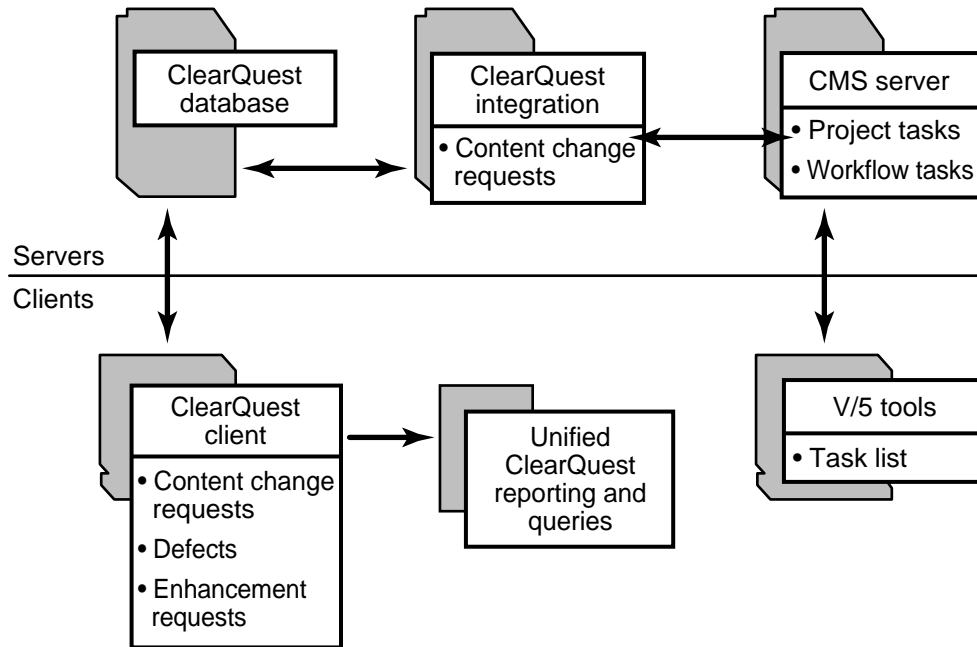 ClearQuest
database
ClearQuest
integration
• Content change
requests
CMS server
• Project tasks
• Workflow tasks
Servers
Clients
ClearQuest
client
• Content change
requests
• Defects
• Enhancement
requests
Unified
ClearQuest
reporting and
queries
V/5 tools
• Task list